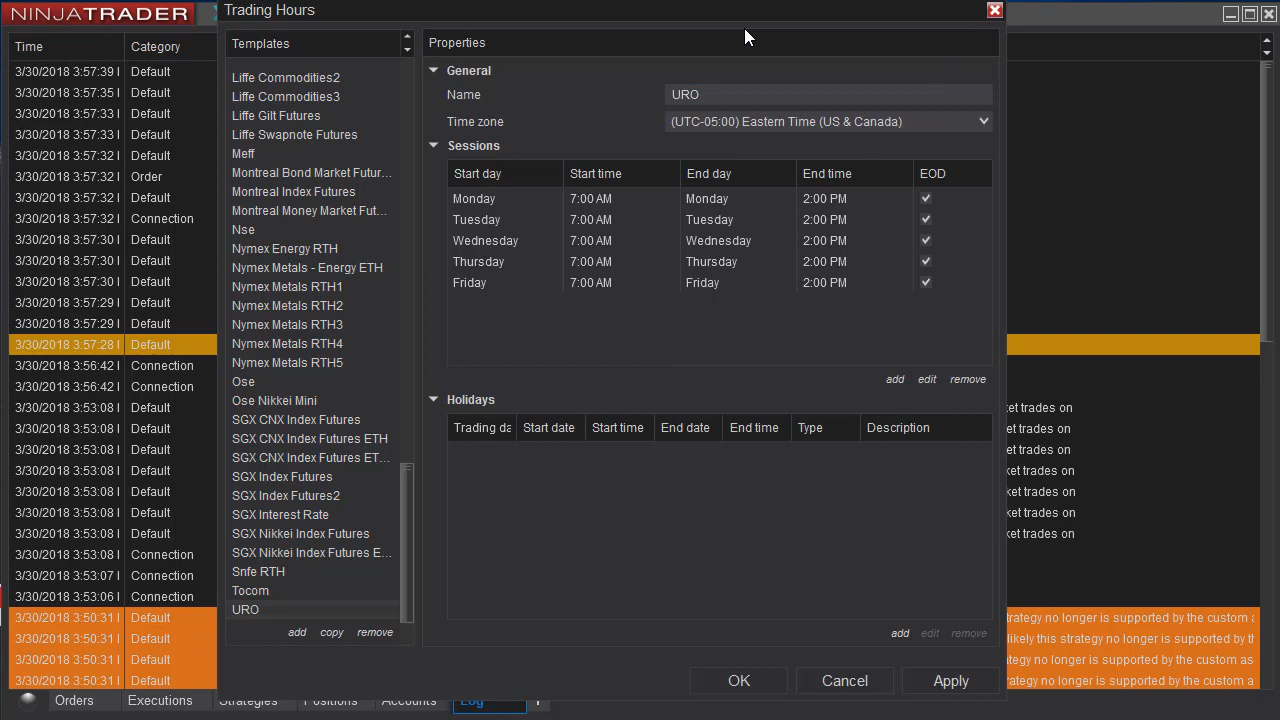 NINJATRADER
Time Category
3/30/2018 3:57:39 Default
3/30/2018 3:57:35 Default
3/30/2018 3:57:33 Default
3/30/2018 3:57:33 Default
3/30/2018 3:57:32 Default
3/30/2018 3:57:32 Order
3/30/2018 3:57:32 Default
3/30/2018 3:57:32 Connection
3/30/2018 3:57:30 Default
3/30/2018 3:57:30 Default
3/30/2018 3:57:30 Default
3/30/2018 3:57:29 Default
3/30/2018 3:57:29 Default
3/30/2018 3:57:28 Default
3/30/2018 3:56:42 Connection
3/30/2018 3:56:42 Connection
3/30/2018 3:53:08 Default
3/30/2018 3:53:08 Default
3/30/2018 3:53:08 Default
3/30/2018 3:53:08 Default
3/30/2018 3:53:08 Default
3/30/2018 3:53:08 Default
3/30/2018 3:53:08 Default
3/30/2018 3:53:08 Connection
3/30/2018 3:53:07 Connection
3/30/2018 3:53:06 Connection
3/30/2018 3:50:31 Default
3/30/2018 3:50:31 Default
3/30/2018 3:50:31 Default
3/30/2018 3:50:31 Default
Orders Executions Strategies Positions Accounts Log +
Trading Hours
Templates
Liffe Commodities2
Liffe Commodities3
Liffe Gilt Futures
Liffe Swapnote Futures
Meff
Montreal Bond Market Futur...
Montreal Index Futures
Montreal Money Market Fut...
Nse
Nymex Energy RTH
Nymex Metals - Energy ETH
Nymex Metals RTH1
Nymex Metals RTH2
Nymex Metals RTH3
Nymex Metals RTH4
Nymex Metals RTH5
Ose
Ose Nikkei Mini
SGX CNX Index Futures
SGX CNX Index Futures ETH
SGX CNX Index Futures ET...
SGX Index Futures
SGX Index Futures2
SGX Interest Rate
SGX Nikkei Index Futures
SGX Nikkei Index Futures E...
Snfe RTH
Tocom
URO
add copy remove
Properties
General
Name URO
Time zone (UTC-05:00) Eastern Time (US & Canada)
Sessions
Start day Start time End day End time EOD
Monday 7:00 AM Monday 2:00 PM
Tuesday 7:00 AM Tuesday 2:00 PM
Wednesday 7:00 AM Wednesday 2:00 PM
Thursday 7:00 AM Thursday 2:00 PM
Friday 7:00 AM Friday 2:00 PM
add edit remove
Holidays
Trading da Start date Start time End date End time Type Description
add edit remove
OK Cancel Apply
ket trades on
ket trades on
ket trades on
ket trades on
ket trades on
ket trades on
ket trades on
rategy no longer is supported by the custom
likely this strategy no longer is supported by th
ategy no longer is supported by the custom as
rategy no longer is supported by the custom as